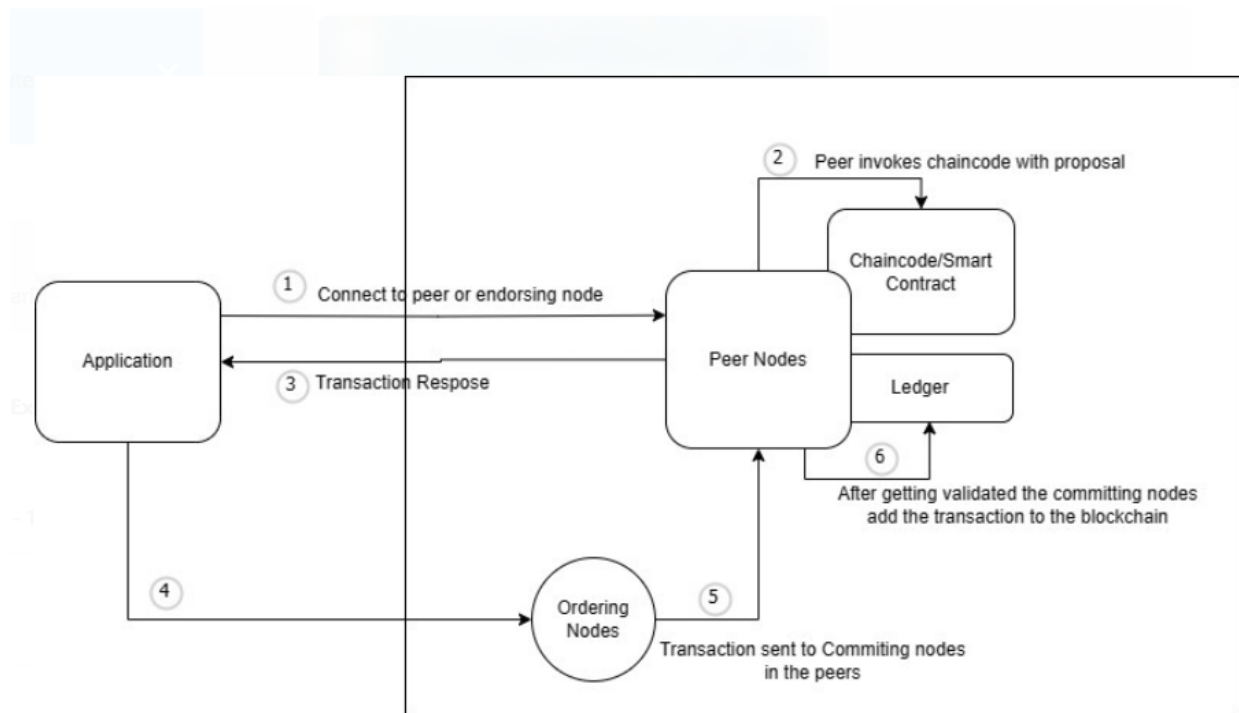 2
Peer invokes chaincode with proposal
Chaincode/Smart
Contract
1
Connect to peer or endorsing node
Application
Peer Nodes
3
Transaction Respose
Ledger
6
After getting validated the committing nodes
add the transaction to the blockchain
4
Ordering
Nodes
5
Transaction sent to Commiting nodes
in the peers